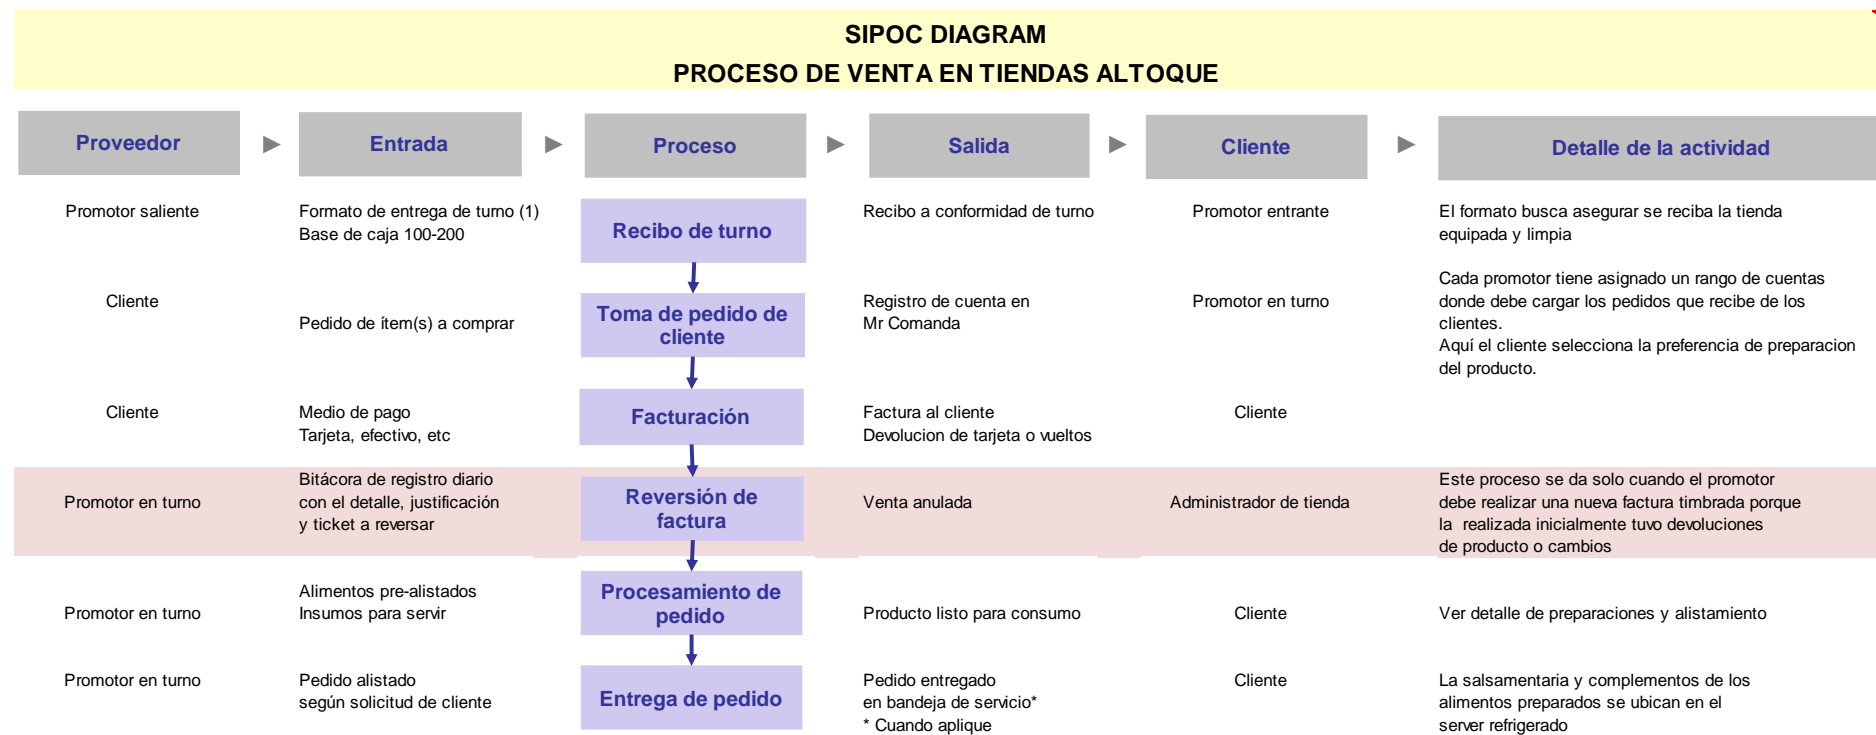 SIPOC DIAGRAM
PROCESO DE VENTA EN TIENDAS ALTOQUE
Proveedor
Entrada
Proceso
Salida
Cliente
Detalle de la actividad
Promotor saliente
Formato de entrega de turno (1)
Base de caja 100-200
Recibo de turno
Recibo a conformidad de turno
Promotor entrante
El formato busca asegurar se reciba la tienda
equipada y limpia
Cliente
Pedido de ítem(s) a comprar
Toma de pedido de
cliente
Registro de cuenta en
Mr Comanda
Promotor en turno
Cada promotor tiene asignado un rango de cuentas
donde debe cargar los pedidos que recibe de los
clientes.
Aquí el cliente selecciona la preferencia de preparacion
del producto.
Cliente
Medio de pago
Tarjeta, efectivo, etc
Facturación
Factura al cliente
Devolucion de tarjeta o vueltos
Cliente
Promotor en turno
Bitácora de registro diario
con el detalle, justificación
y ticket a reversar
Reversión de
factura
Venta anulada
Administrador de tienda
Este proceso se da solo cuando el promotor
debe realizar una nueva factura timbrada porque
la  realizada inicialmente tuvo devoluciones
de producto o cambios
Promotor en turno
Alimentos pre-alistados
Insumos para servir
Procesamiento de
pedido
Producto listo para consumo
Cliente
Ver detalle de preparaciones y alistamiento
Promotor en turno
Pedido alistado
según solicitud de cliente
Entrega de pedido
Pedido entregado
en bandeja de servicio*
* Cuando aplique
Cliente
La salsamentaria y complementos de los
alimentos preparados se ubican en el
server refrigerado